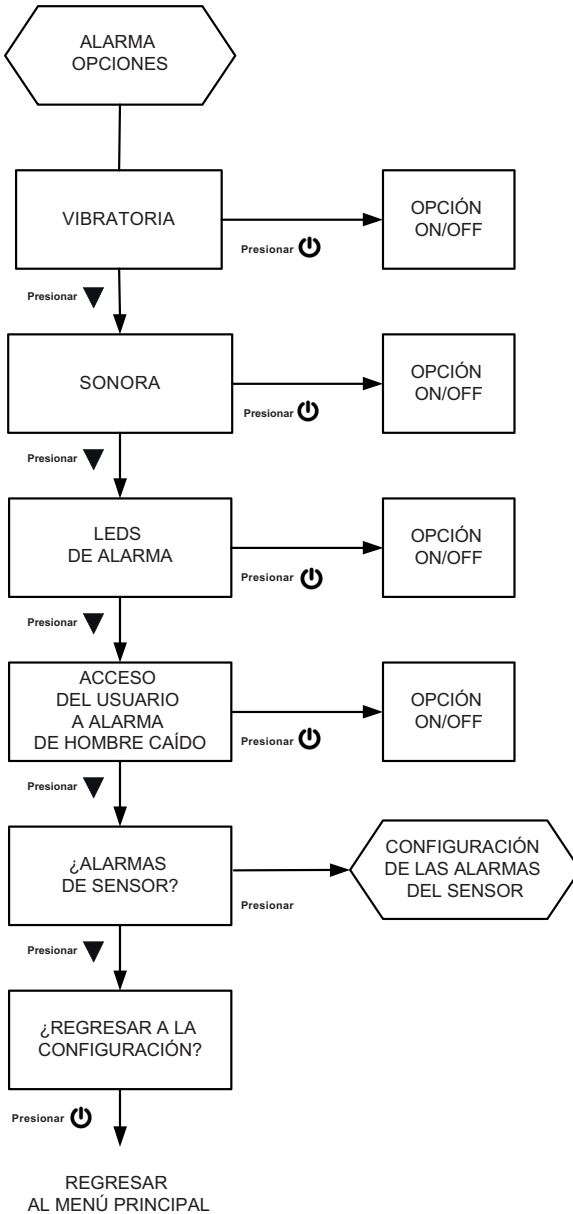 ALARMA
OPCIONES
VIBRATORIA
Presionar
OPCIÓN
ON/OFF
Presionar
SONORA
Presionar
OPCIÓN
ON/OFF
Presionar
LEDS
DE ALARMA
Presionar
OPCIÓN
ON/OFF
Presionar
ACCESO
DEL USUARIO
A ALARMA
DE HOMBRE CAÍDO
Presionar
OPCIÓN
ON/OFF
Presionar
¿ALARMAS
DE SENSOR?
Presionar
CONFIGURACIÓN
DE LAS ALARMAS
DEL SENSOR
Presionar
¿REGRESAR A LA
CONFIGURACIÓN?
Presionar
REGRESAR
AL MENÚ PRINCIPAL